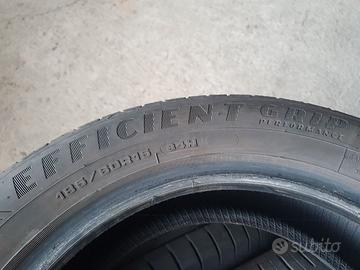 EFFICIENT GRIP
PERFORMANCE
185/60R15 84H
subito